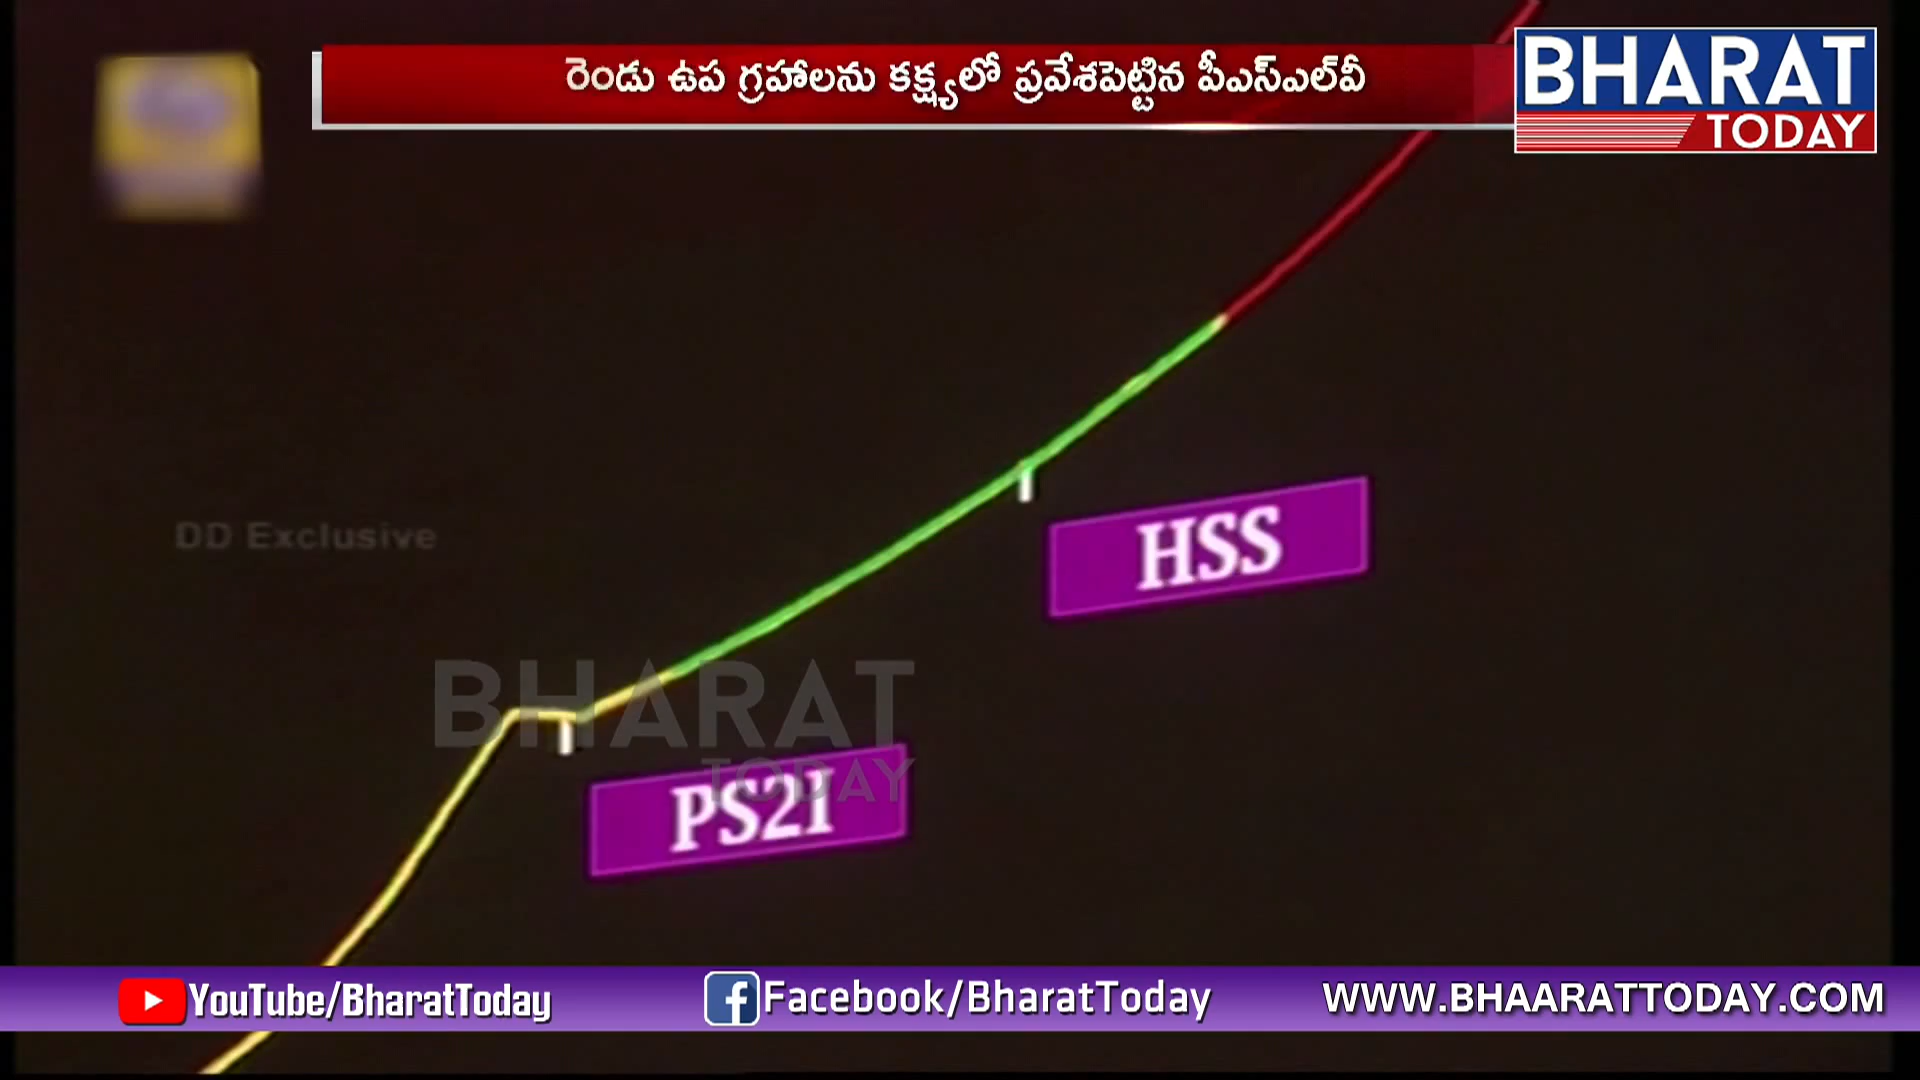 రెండు ఉప గ్రహాలను కక్ష్యలో ప్రవేశపెట్టిన పీఎస్ఎల్‌వీ
BHARAT
TODAY
DD Exclusive
HSS
BHARAT
TODAY
PS2I
YouTube/BharatToday
Facebook/BharatToday
WWW.BHAARATTODAY.COM